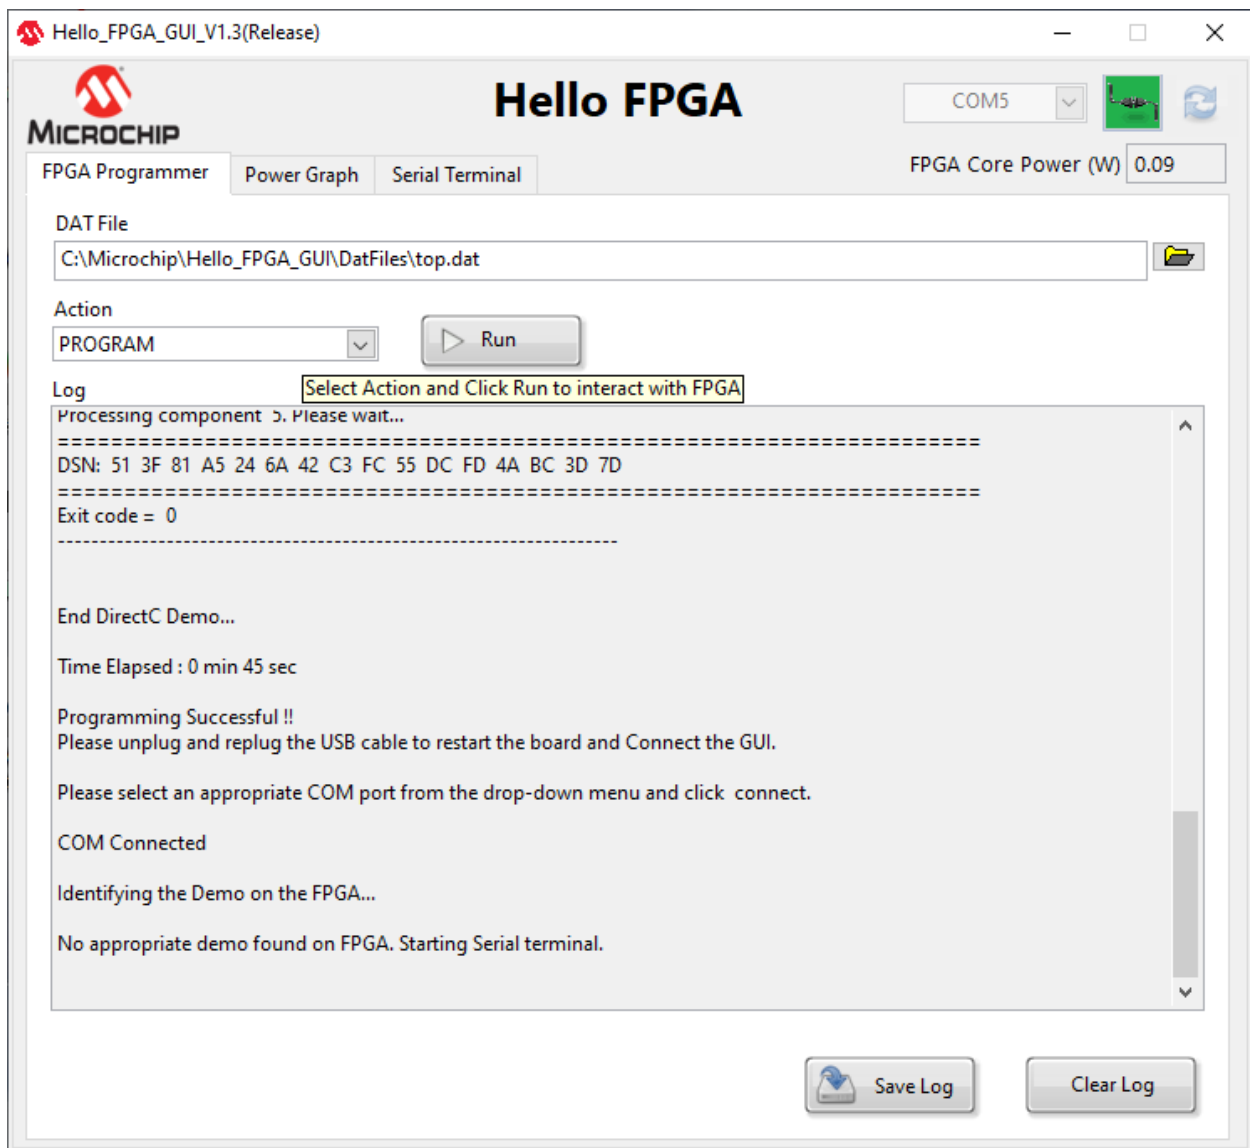 Hello_FPGA_GUI_V1.3(Release)
MICROCHIP
Hello FPGA
COM5
FPGA Programmer
Power Graph
Serial Terminal
FPGA Core Power (W) 0.09
DAT File
C:\Microchip\Hello_FPGA_GUI\DatFiles\top.dat
Action
PROGRAM
Run
Select Action and Click Run to interact with FPGA
Log
Processing component 5. Please wait...
=====================================================================
DSN: 51 3F 81 A5 24 6A 42 C3 FC 55 DC FD 4A BC 3D 7D
=====================================================================
Exit code = 0
-------------------------------------------------------------------
End DirectC Demo...
Time Elapsed : 0 min 45 sec
Programming Successful !!
Please unplug and replug the USB cable to restart the board and Connect the GUI.
Please select an appropriate COM port from the drop-down menu and click connect.
COM Connected
Identifying the Demo on the FPGA...
No appropriate demo found on FPGA. Starting Serial terminal.
Save Log
Clear Log